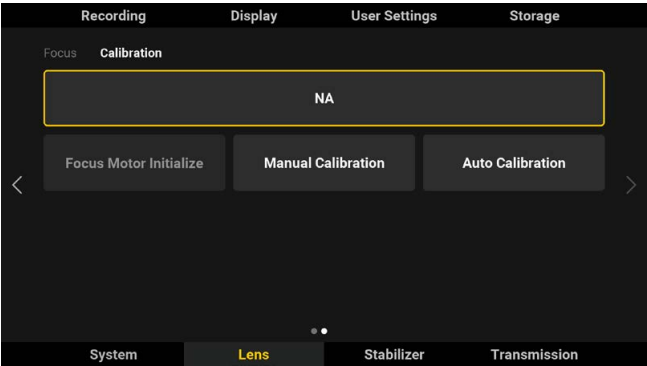 Recording Display User Settings Storage
Focus Calibration
NA
Focus Motor Initialize Manual Calibration Auto Calibration
System Lens Stabilizer Transmission